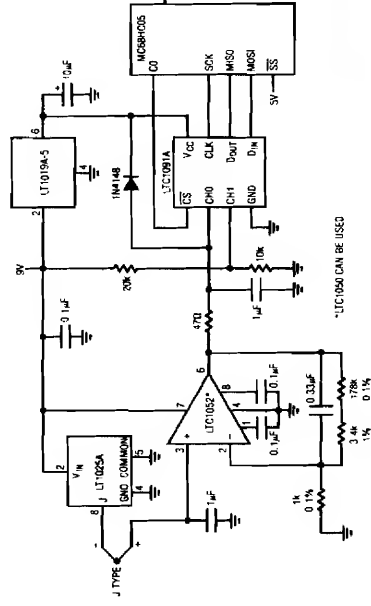 MC68HC05
C0
SCK
MISO
MOSI
SS
5V
10µF
+
LT1019A-5
2
6
4
1N4148
LTC1091A
CS
VCC
CH0
CLK
CH1
DOUT
GND
DIN
9V
20k
10k
0.1µF
47Ω
1µF
LT1025A
VIN
2
J
8
GND
COMMON
4
5
J TYPE
-
+
1µF
LTC1052*
3
+
2
-
7
6
1
4
8
0.1µF
0.1µF
0.33µF
1k
0.1%
3.4k
1%
178k
0.1%
*LTC1050 CAN BE USED